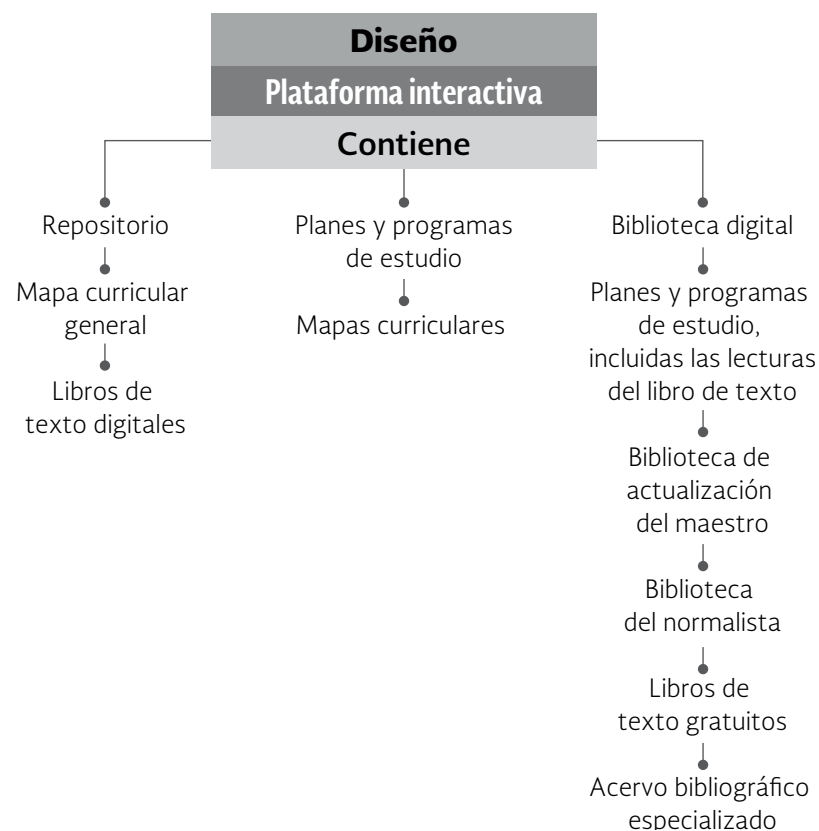 Diseño
Plataforma interactiva
Contiene
Repositorio
Mapa curricular
general
Libros de
texto digitales
Planes y programas
de estudio
Mapas curriculares
Biblioteca digital
Planes y programas
de estudio,
incluidas las lecturas
del libro de texto
Biblioteca de
actualización
del maestro
Biblioteca
del normalista
Libros de
texto gratuitos
Acervo bibliográfico
especializado